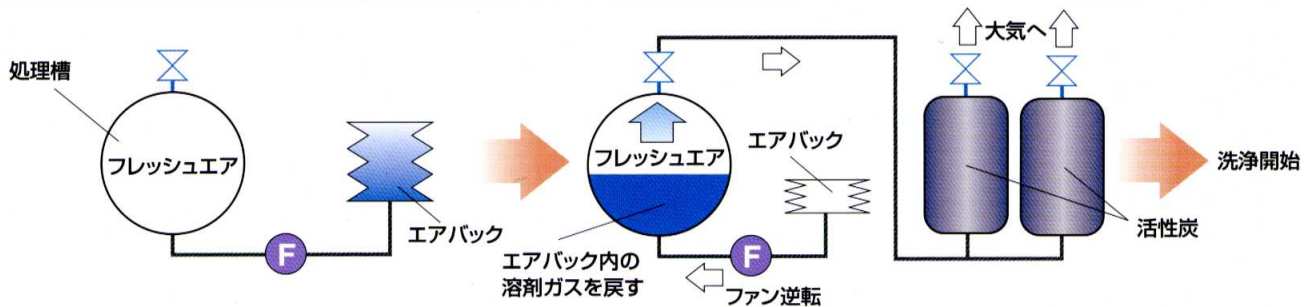 処理槽
フレッシュエア
F
エアバック
フレッシュエア
エアバック内の
溶剤ガスを戻す
F
ファン逆転
エアバック
大気へ
活性炭
洗浄開始